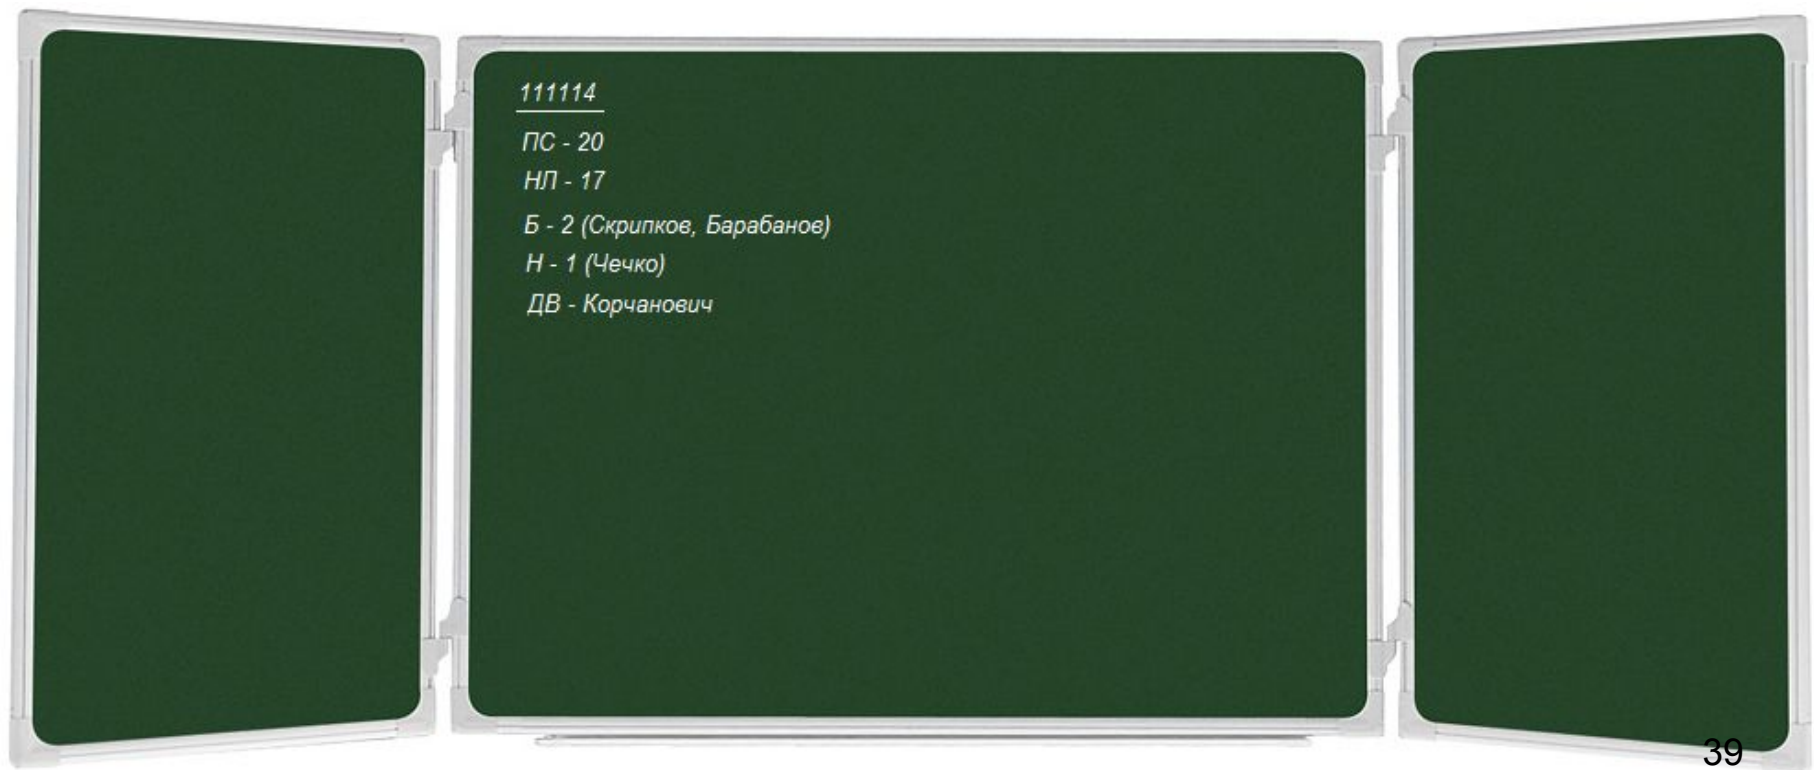 111114
ПС - 20
НЛ - 17
Б - 2 (Скрипков, Барабанов)
Н - 1 (Чечко)
ДВ - Корчанович
39